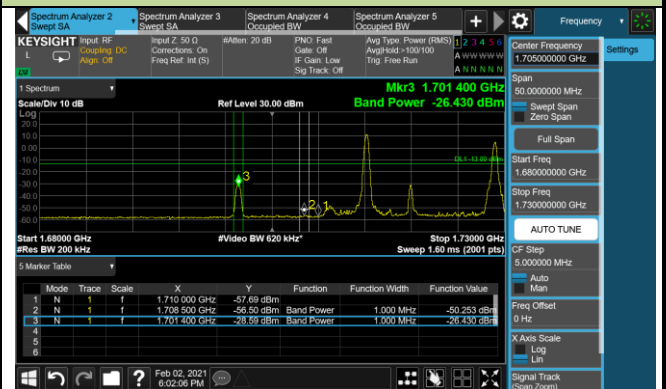 Spectrum Analyzer 2
Swept SA
Spectrum Analyzer 3
Swept SA
Spectrum Analyzer 4
Occupied BW
Spectrum Analyzer 5
Occupied BW
+
Frequency
KEYSIGHT
L
Input: RF
Coupling: DC
Align: Off
Input Z: 50 Ω
Corrections: On
Freq Ref: Int (S)
#Atten: 20 dB
PNO: Fast
Gate: Off
IF Gain: Low
Sig Track: Off
Avg Type: Power (RMS)
Avg|Hold:>100/100
Trig: Free Run
1 2 3 4 5 6
A W W W W W
A N N N N N
1 Spectrum
Scale/Div 10 dB
Log
Ref Level 30.00 dBm
Mkr3 1.701 400 GHz
Band Power -26.430 dBm
20.0
10.0
0.00
-10.0
-20.0
-30.0
-40.0
-50.0
-60.0
DL1 -13.00 dBm
3
2
1
Start 1.68000 GHz
#Res BW 200 kHz
#Video BW 620 kHz*
Stop 1.73000 GHz
Sweep 1.60 ms (2001 pts)
5 Marker Table
Mode Trace Scale X Y Function Function Width Function Value
1 N 1 f 1.710 000 GHz -57.69 dBm
2 N 1 f 1.708 500 GHz -56.50 dBm Band Power 1.000 MHz -50.253 dBm
3 N 1 f 1.701 400 GHz -28.59 dBm Band Power 1.000 MHz -26.430 dBm
4
5
6
Feb 02, 2021
6:02:06 PM
?
Center Frequency
1.705000000 GHz
Settings
Span
50.0000000 MHz
Swept Span
Zero Span
Full Span
Start Freq
1.680000000 GHz
Stop Freq
1.730000000 GHz
AUTO TUNE
CF Step
5.000000 MHz
Auto
Man
Freq Offset
0 Hz
X Axis Scale
Log
Lin
Signal Track
(Span Zoom)